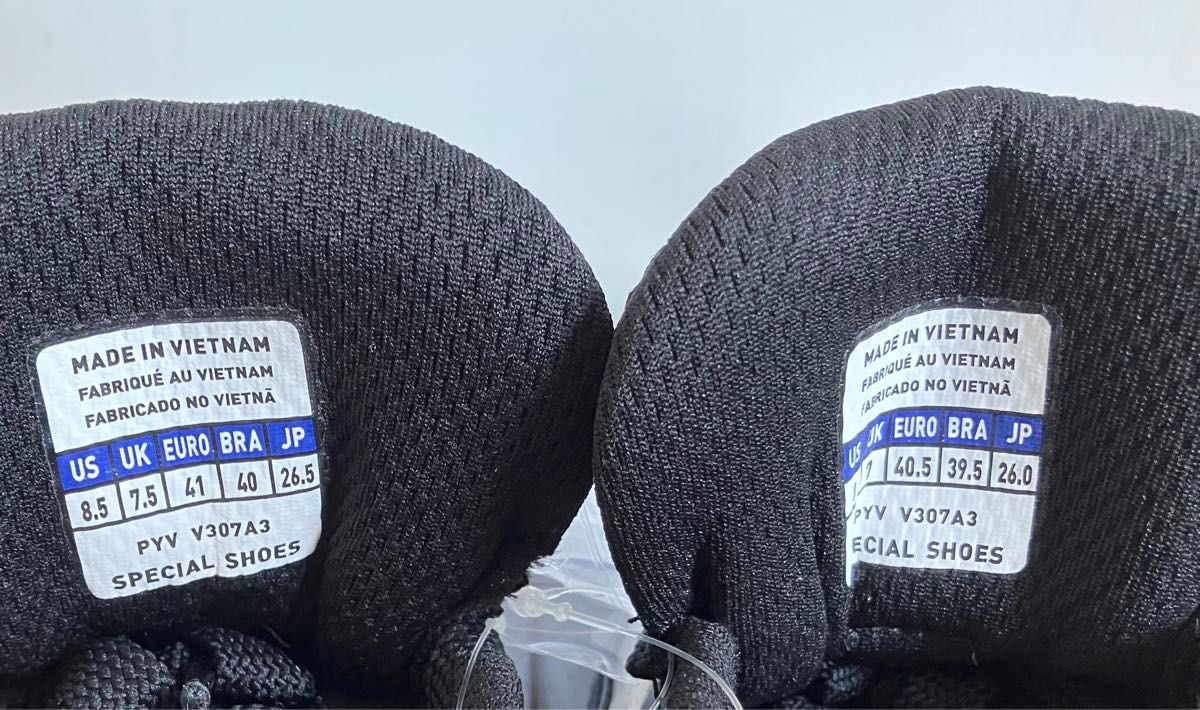 MADE IN VIETNAM
FABRIQUÉ AU VIETNAM
FABRICADO NO VIETNÃ
US UK EURO BRA JP
8.5 7.5 41 40 26.5
PYV V307A3
SPECIAL SHOES
MADE IN VIETNAM
FABRIQUÉ AU VIETNAM
FABRICADO NO VIETNÃ
US UK EURO BRA JP
7 40.5 39.5 26.0
PYV V307A3
ECIAL SHOES